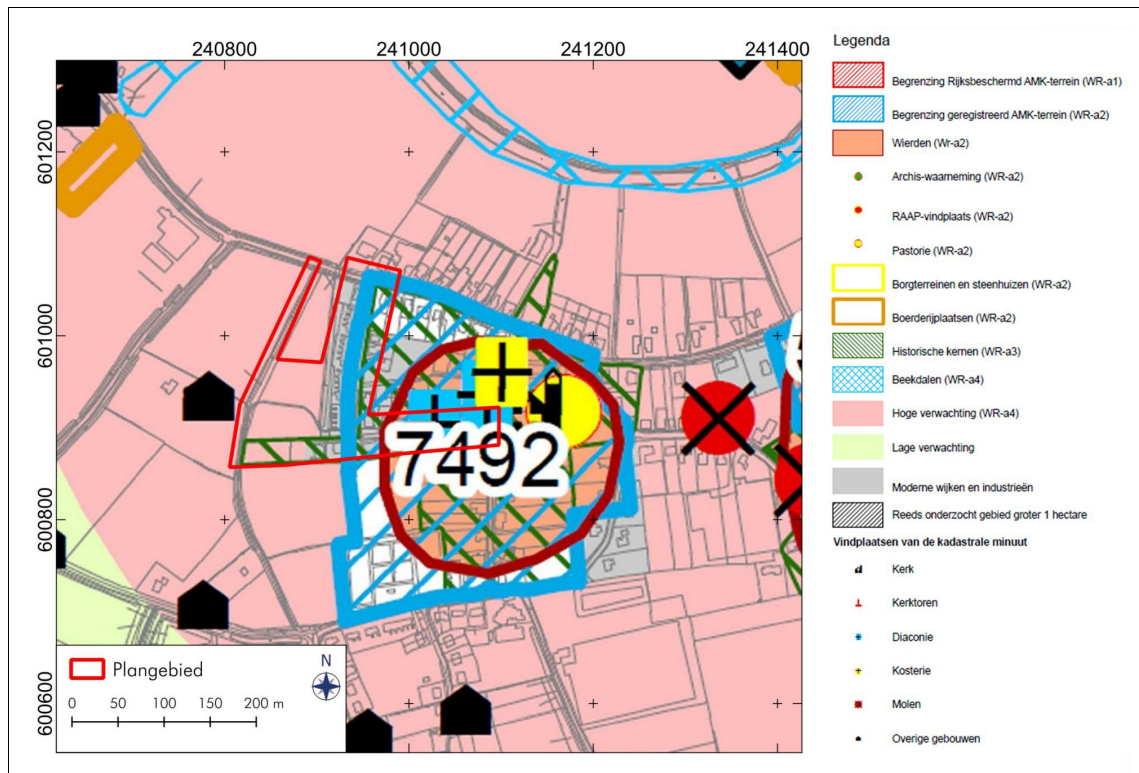 240800
241000
241200
241400
601200
601000
600800
600600
7492
Plangebied
N
0 50 100 150 200 m
Legenda
Begrenzing Rijksbeschermd AMK-terrein (WR-a1)
Begrenzing geregistreerd AMK-terrein (WR-a2)
Wierden (Wr-a2)
Archis-waarneming (WR-a2)
RAAP-vindplaats (WR-a2)
Pastorie (WR-a2)
Borgterreinen en steenhuizen (WR-a2)
Boerderijplaatsen (WR-a2)
Historische kernen (WR-a3)
Beekdalen (WR-a4)
Hoge verwachting (WR-a4)
Lage verwachting
Moderne wijken en industrieën
Reeds onderzocht gebied groter 1 hectare
Vindplaatsen van de kadastrale minuut
Kerk
Kerktoren
Diaconie
Kosterie
Molen
Overige gebouwen